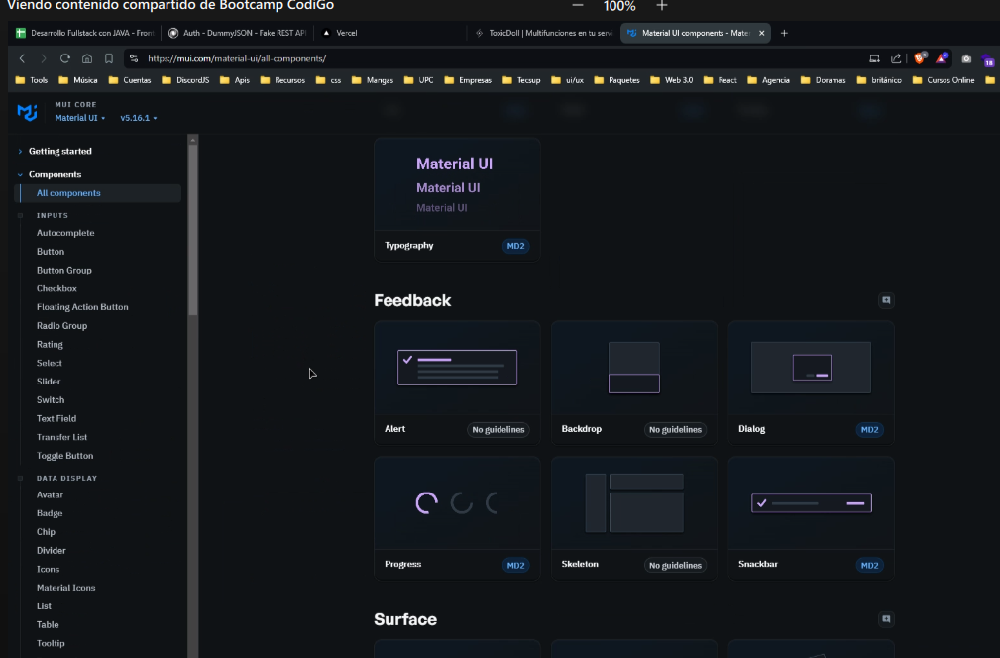 Viendo contenido compartido de Bootcamp CodiGo
100%
Desarrollo Fullstack con JAVA - Fron
Auth - DummyJSON - Fake REST API
Vercel
ToxicDoll | Multifunciones en tu serv
Material UI components - Mate
https://mui.com/material-ui/all-components/
18
Tools
Música
Cuentas
DiscordJS
Apis
Recursos
css
Mangas
UPC
Empresas
Tecsup
ui/ux
Paquetes
Web 3.0
React
Agencia
Doramas
británico
Cursos Online
MUI CORE
Material UI
v5.16.1
Getting started
Components
All components
INPUTS
Autocomplete
Button
Button Group
Checkbox
Floating Action Button
Radio Group
Rating
Select
Slider
Switch
Text Field
Transfer List
Toggle Button
DATA DISPLAY
Avatar
Badge
Chip
Divider
Icons
Material Icons
List
Table
Tooltip
Material UI
Material UI
Material UI
Typography
MD2
Feedback
Alert
No guidelines
Backdrop
No guidelines
Dialog
MD2
Progress
MD2
Skeleton
No guidelines
Snackbar
MD2
Surface